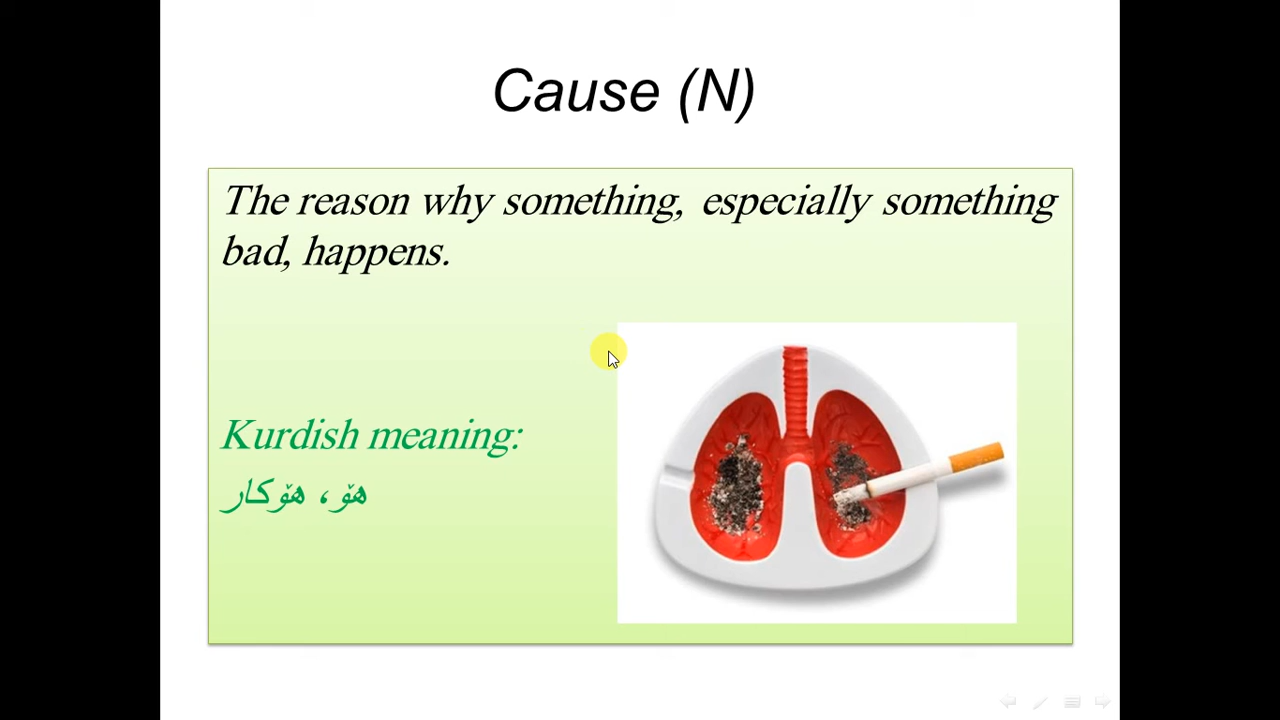 Cause (N)
The reason why something, especially something
bad, happens.
Kurdish meaning:
هۆ، هۆکار